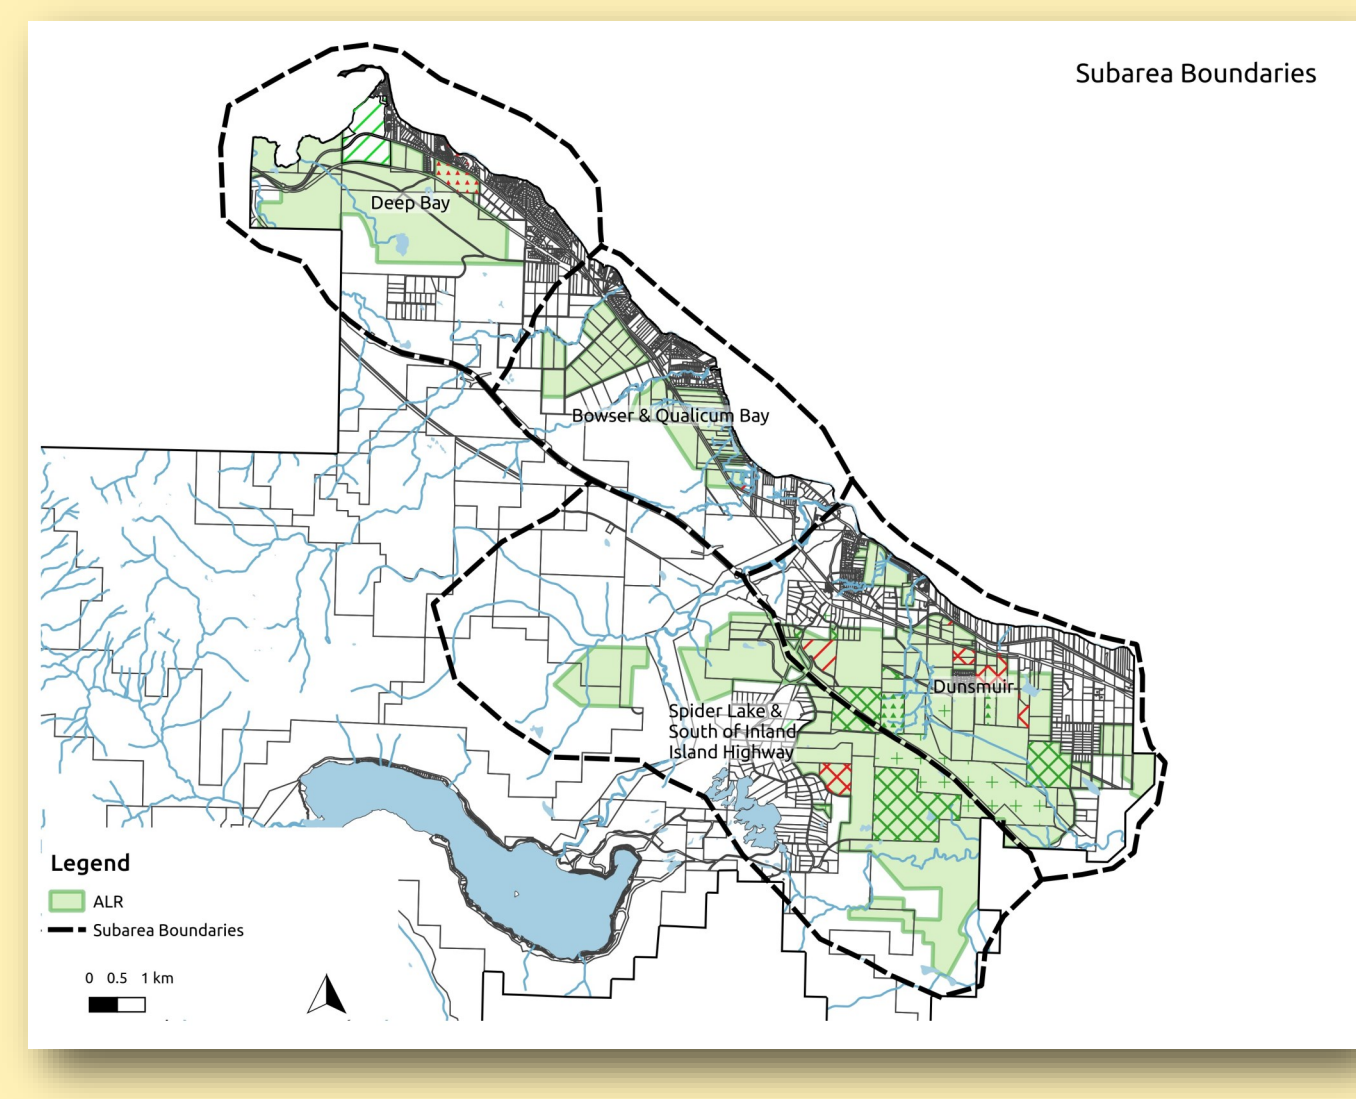 Subarea Boundaries
Deep Bay
Bowser & Qualicum Bay
Dunsmuir
Spider Lake &
South of Inland
Island Highway
Legend
ALR
Subarea Boundaries
0 0.5 1 km